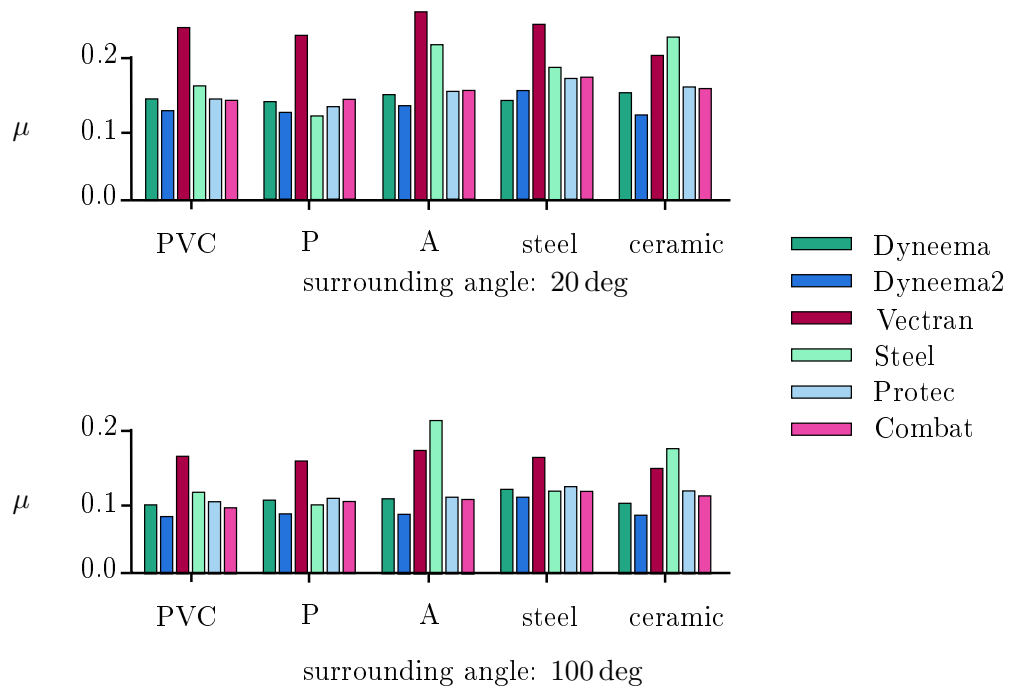 0.2
μ
0.1
0.0
PVC P A steel ceramic
surrounding angle: 20 deg
Dyneema
Dyneema2
Vectran
Steel
Protec
Combat
0.2
μ
0.1
0.0
PVC P A steel ceramic
surrounding angle: 100 deg